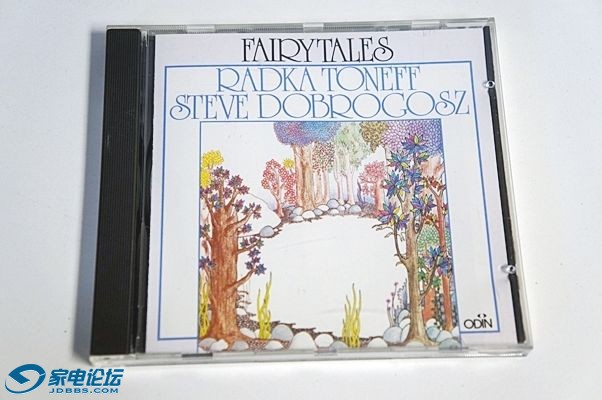 FAIRYTALES
RADKA TONEFF
STEVE DOBROGOSZ
ODIN
家电论坛
JDBBS.COM